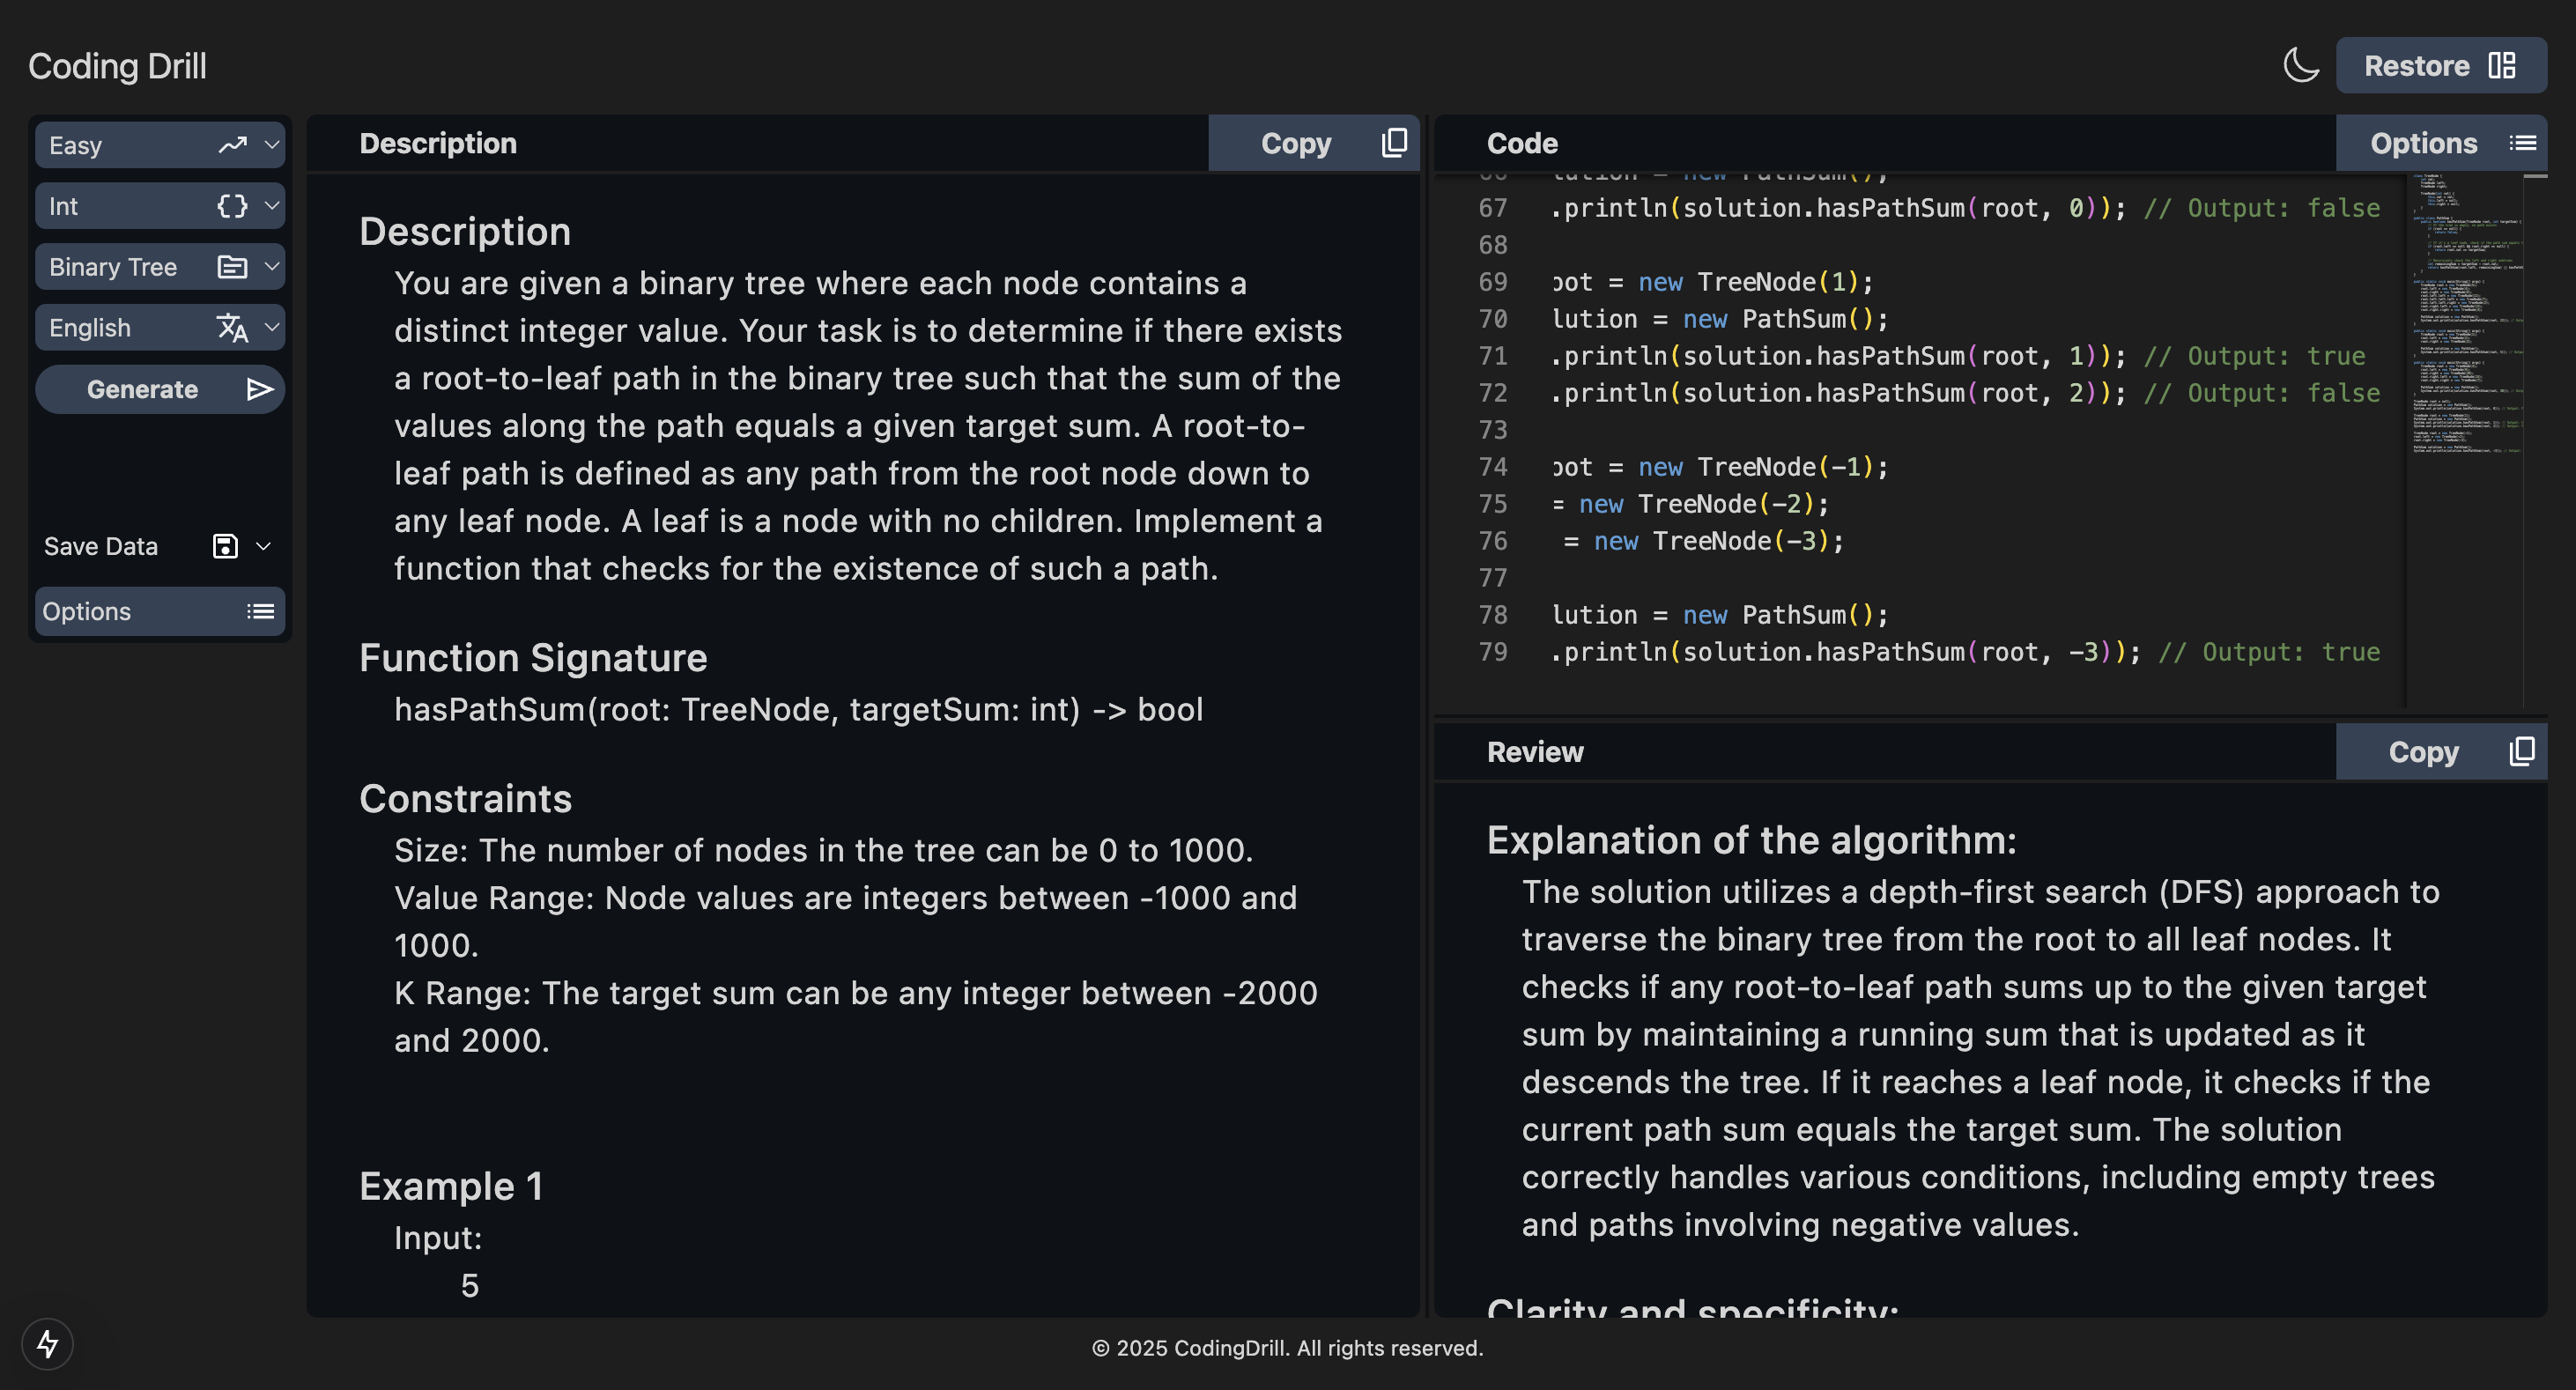 Coding Drill
Restore
Easy
Int
Binary Tree
English
Generate
Save Data
Options
Description
Copy
Description
You are given a binary tree where each node contains a
distinct integer value. Your task is to determine if there exists
a root-to-leaf path in the binary tree such that the sum of the
values along the path equals a given target sum. A root-to-
leaf path is defined as any path from the root node down to
any leaf node. A leaf is a node with no children. Implement a
function that checks for the existence of such a path.
Function Signature
hasPathSum(root: TreeNode, targetSum: int) -> bool
Constraints
Size: The number of nodes in the tree can be 0 to 1000.
Value Range: Node values are integers between -1000 and
1000.
K Range: The target sum can be any integer between -2000
and 2000.
Example 1
Input:
5
Code
Options
66 lution = new PathSum();
67 .println(solution.hasPathSum(root, 0)); // Output: false
68
69 oot = new TreeNode(1);
70 lution = new PathSum();
71 .println(solution.hasPathSum(root, 1)); // Output: true
72 .println(solution.hasPathSum(root, 2)); // Output: false
73
74 oot = new TreeNode(-1);
75 = new TreeNode(-2);
76 = new TreeNode(-3);
77
78 lution = new PathSum();
79 .println(solution.hasPathSum(root, -3)); // Output: true
Review
Copy
Explanation of the algorithm:
The solution utilizes a depth-first search (DFS) approach to
traverse the binary tree from the root to all leaf nodes. It
checks if any root-to-leaf path sums up to the given target
sum by maintaining a running sum that is updated as it
descends the tree. If it reaches a leaf node, it checks if the
current path sum equals the target sum. The solution
correctly handles various conditions, including empty trees
and paths involving negative values.
Clarity and specificity:
© 2025 CodingDrill. All rights reserved.